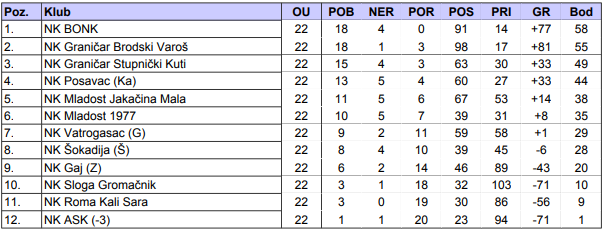 Poz. Klub OU POB NER POR POS PRI GR Bod
1. NK BONK 22 18 4 0 91 14 +77 58
2. NK Graničar Brodski Varoš 22 18 1 3 98 17 +81 55
3. NK Graničar Stupnički Kuti 22 15 4 3 63 30 +33 49
4. NK Posavac (Ka) 22 13 5 4 60 27 +33 44
5. NK Mladost Jakačina Mala 22 11 5 6 67 53 +14 38
6. NK Mladost 1977 22 10 5 7 39 31 +8 35
7. NK Vatrogasac (G) 22 9 2 11 59 58 +1 29
8. NK Šokadija (Š) 22 8 4 10 39 45 -6 28
9. NK Gaj (Z) 22 6 2 14 46 89 -43 20
10. NK Sloga Gromačnik 22 3 1 18 32 103 -71 10
11. NK Roma Kali Sara 22 3 0 19 30 86 -56 9
12. NK ASK (-3) 22 1 1 20 23 94 -71 1